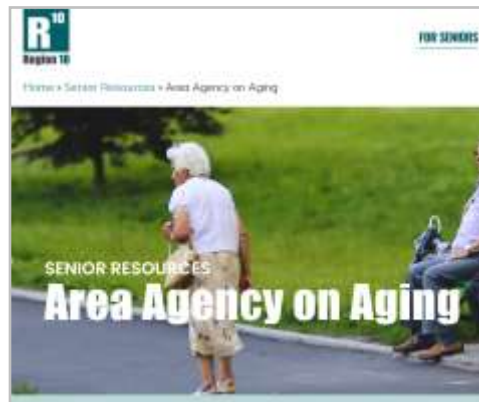 R10
Region 10
FOR SENIORS
Home » Senior Resources » Area Agency on Aging
SENIOR RESOURCES
Area Agency on Aging